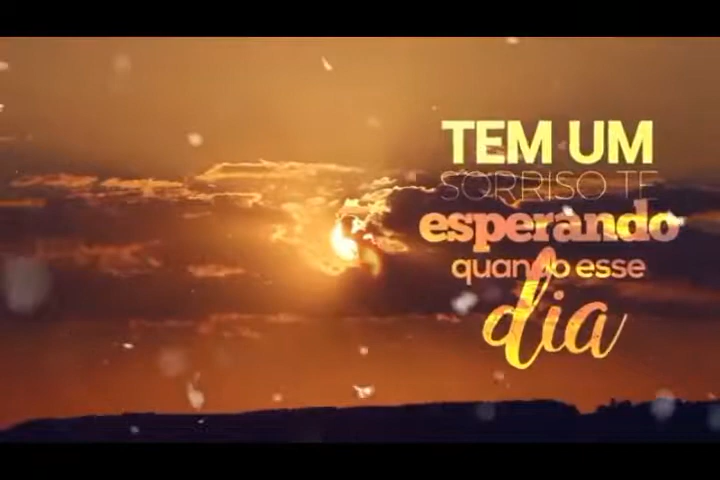 TEM UM
SORRISO TE
esperando
quando esse
dia